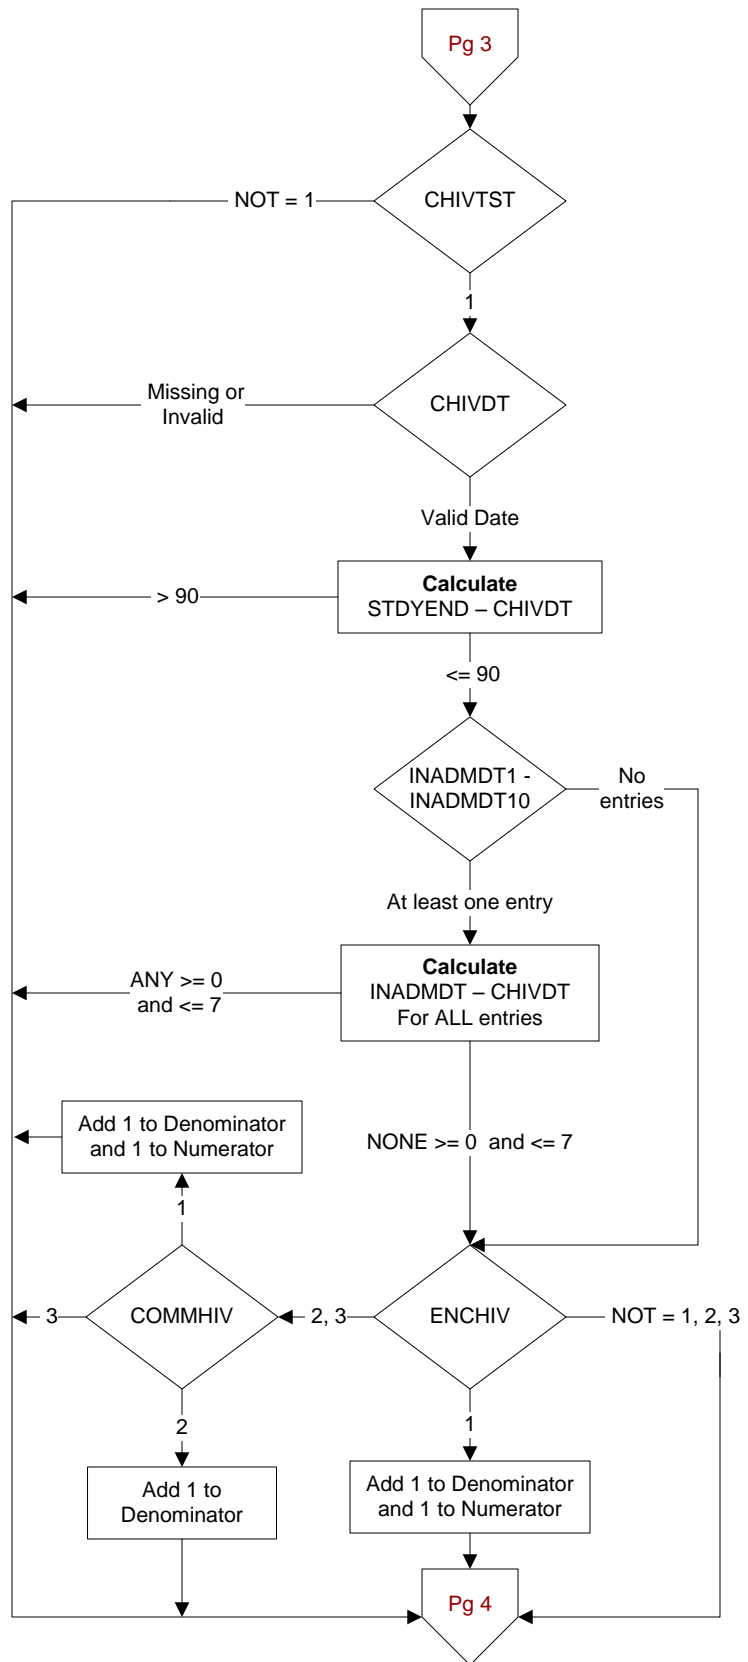 Pg 3
CHIVTST
NOT = 1
1
CHIVDT
Missing or
Invalid
Valid Date
Calculate
STDYEND – CHIVDT
> 90
<= 90
INADMDT1 -
INADMDT10
No
entries
At least one entry
Calculate
INADMDT – CHIVDT
For ALL entries
ANY >= 0
and <= 7
NONE >= 0 and <= 7
Add 1 to Denominator
and 1 to Numerator
1
3
COMMHIV
2, 3
ENCHIV
NOT = 1, 2, 3
2
1
Add 1 to
Denominator
Add 1 to Denominator
and 1 to Numerator
Pg 4